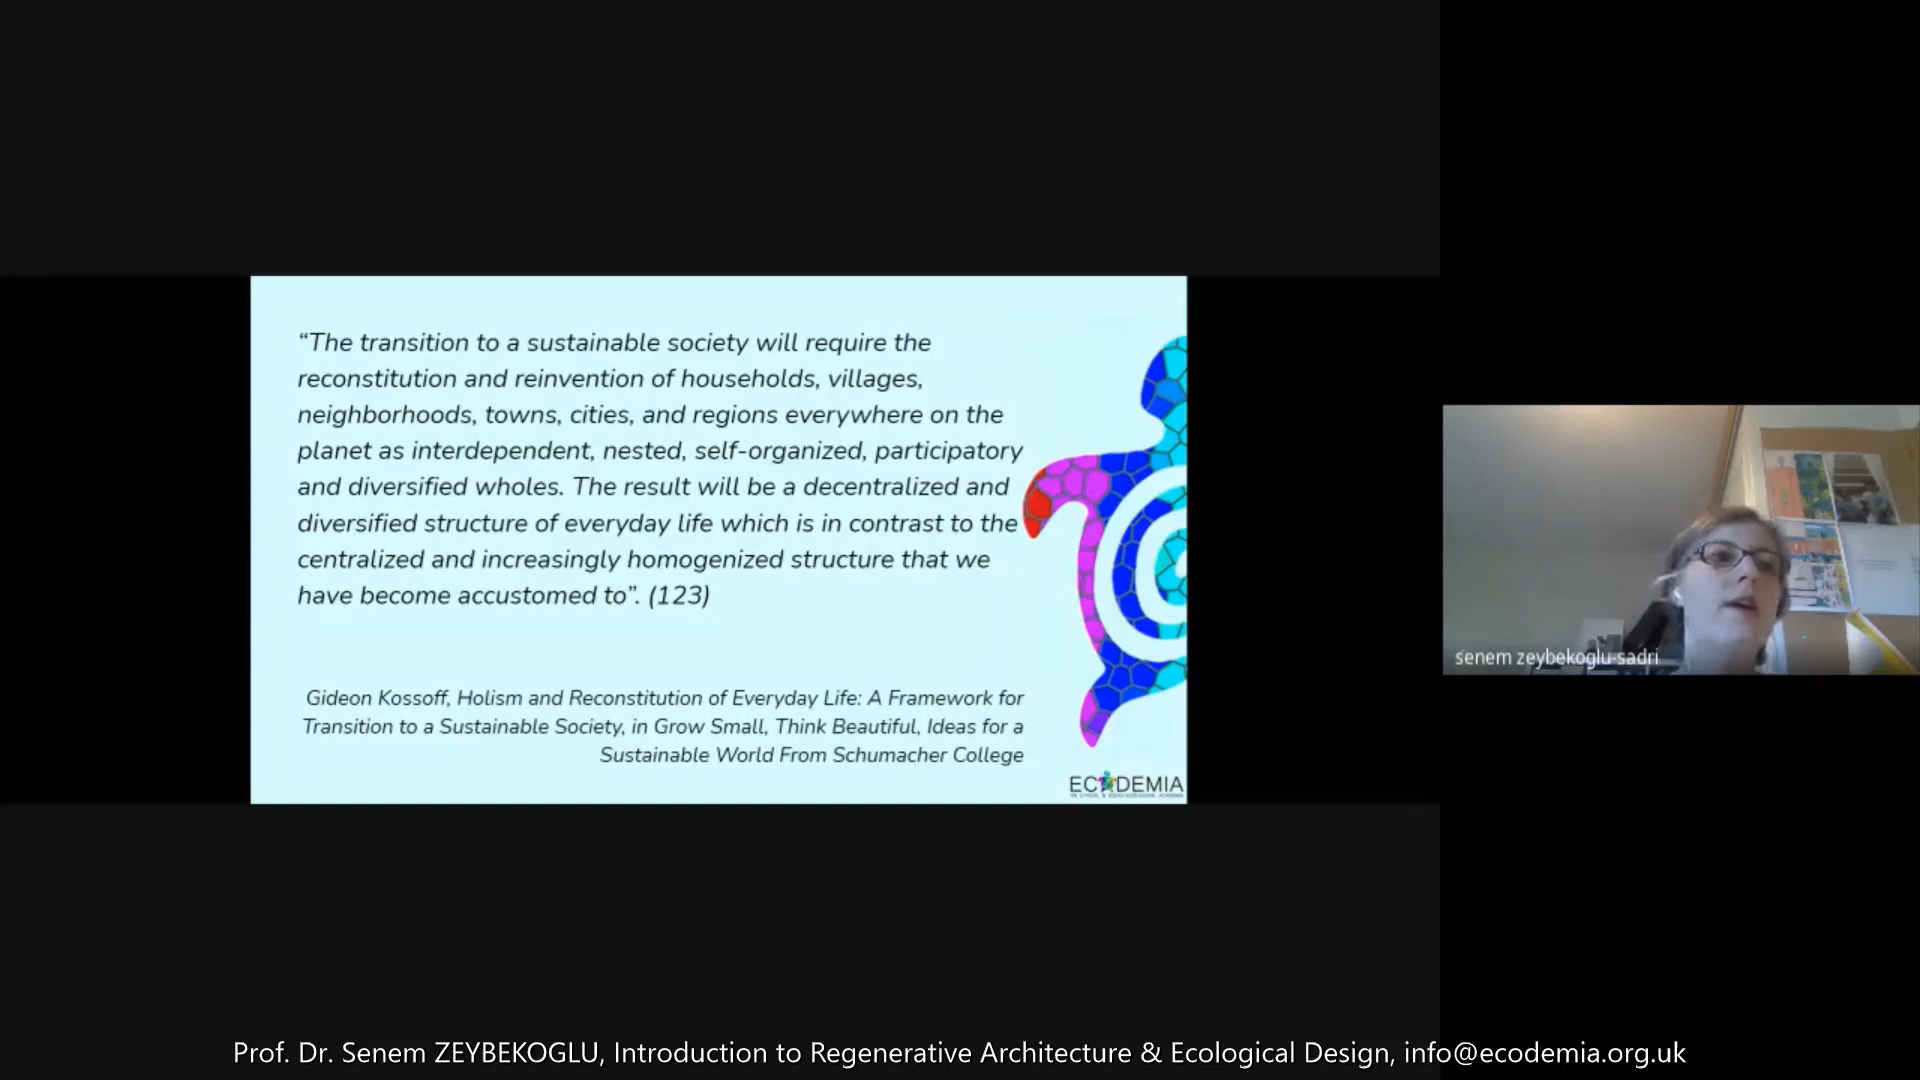 “The transition to a sustainable society will require the
reconstitution and reinvention of households, villages,
neighborhoods, towns, cities, and regions everywhere on the
planet as interdependent, nested, self-organized, participatory
and diversified wholes. The result will be a decentralized and
diversified structure of everyday life which is in contrast to the
centralized and increasingly homogenized structure that we
have become accustomed to”. (123)
Gideon Kossoff, Holism and Reconstitution of Everyday Life: A Framework for
Transition to a Sustainable Society, in Grow Small, Think Beautiful, Ideas for a
Sustainable World From Schumacher College
ECODEMIA
senem zeybekoglu-sadri
Prof. Dr. Senem ZEYBEKOGLU, Introduction to Regenerative Architecture & Ecological Design, info@ecodemia.org.uk